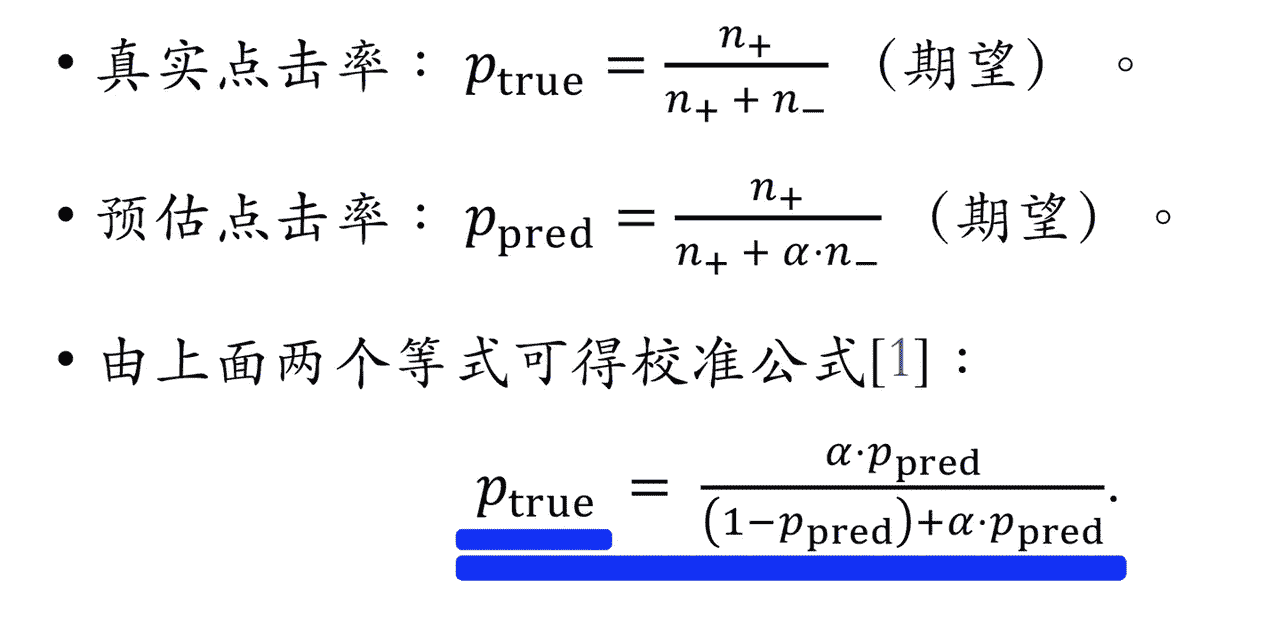 • 真实点击率：p_true = n_+ / (n_+ + n_−) （期望） 。
• 预估点击率：p_pred = n_+ / (n_+ + α·n_−) （期望） 。
• 由上面两个等式可得校准公式[1]：
p_true = α·p_pred / ((1−p_pred)+α·p_pred).